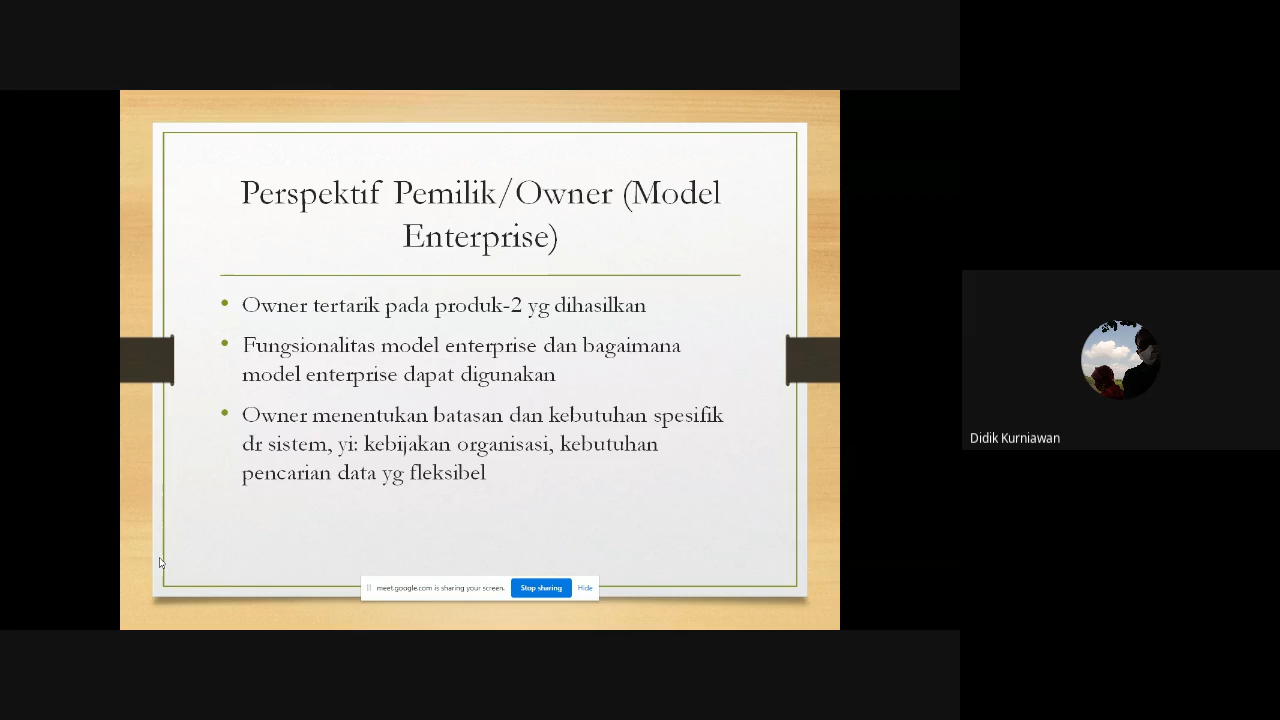 Perspektif Pemilik/Owner (Model
Enterprise)
• Owner tertarik pada produk-2 yg dihasilkan
• Fungsionalitas model enterprise dan bagaimana
model enterprise dapat digunakan
• Owner menentukan batasan dan kebutuhan spesifik
dr sistem, yi: kebijakan organisasi, kebutuhan
pencarian data yg fleksibel
meet.google.com is sharing your screen. Stop sharing Hide
Didik Kurniawan